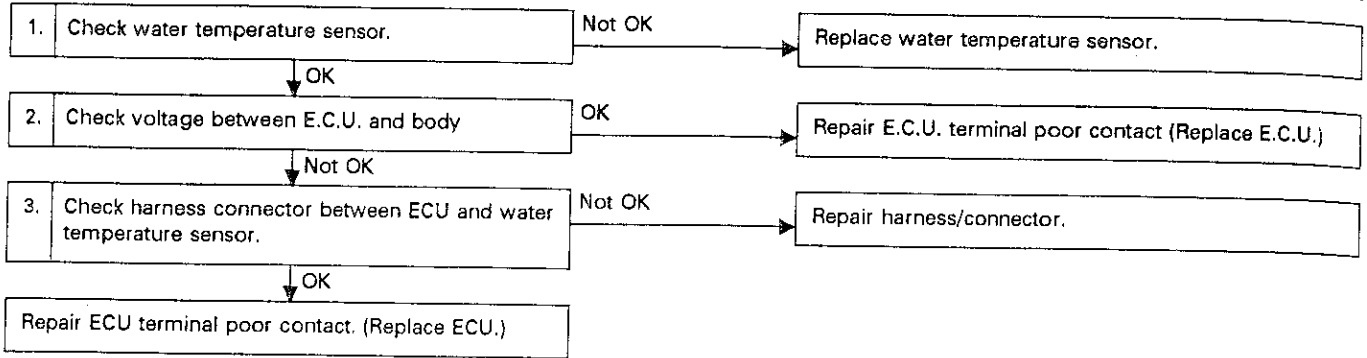 1. Check water temperature sensor.
Not OK
Replace water temperature sensor.
OK
2. Check voltage between E.C.U. and body
OK
Repair E.C.U. terminal poor contact (Replace E.C.U.)
Not OK
3. Check harness connector between ECU and water
temperature sensor.
Not OK
Repair harness/connector.
OK
Repair ECU terminal poor contact. (Replace ECU.)